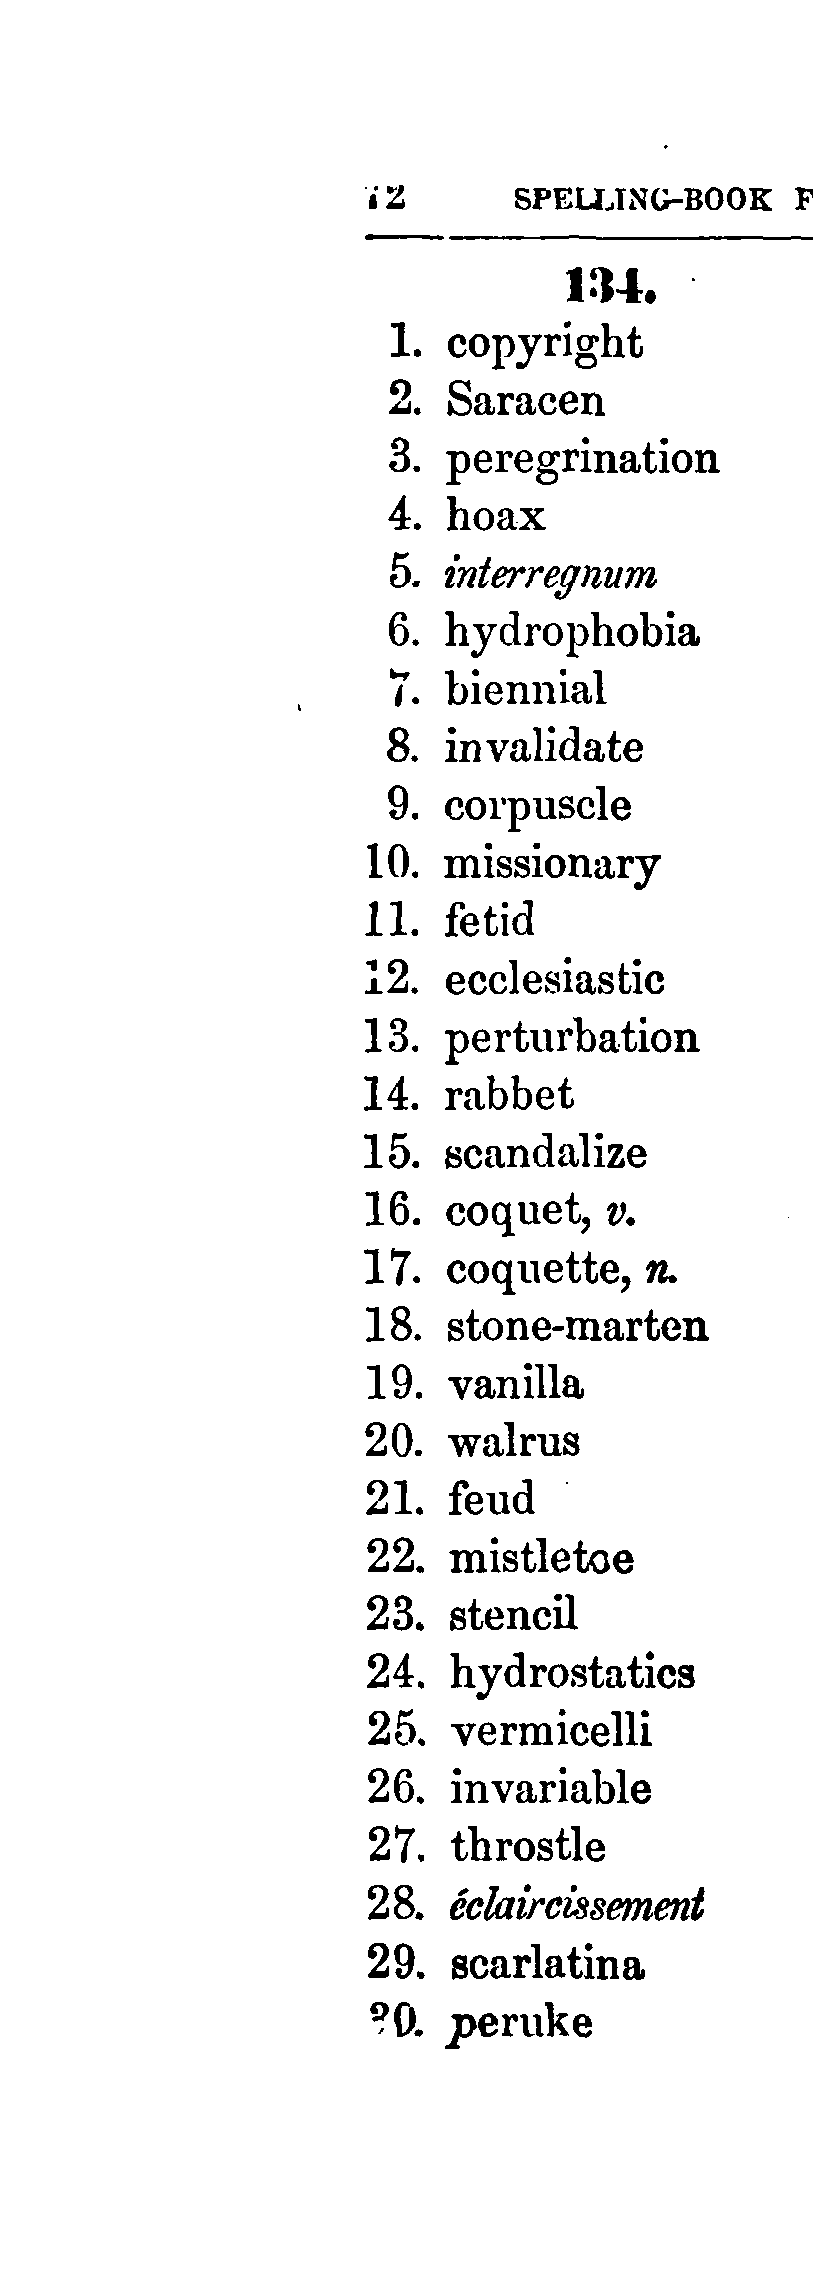 72 SPELLING-BOOK F
134.
1. copyright
2. Saracen
3. peregrination
4. hoax
5. interregnum
6. hydrophobia
7. biennial
8. invalidate
9. corpuscle
10. missionary
11. fetid
12. ecclesiastic
13. perturbation
14. rabbet
15. scandalize
16. coquet, v.
17. coquette, n.
18. stone-marten
19. vanilla
20. walrus
21. feud
22. mistletoe
23. stencil
24. hydrostatics
25. vermicelli
26. invariable
27. throstle
28. éclaircissement
29. scarlatina
30. peruke